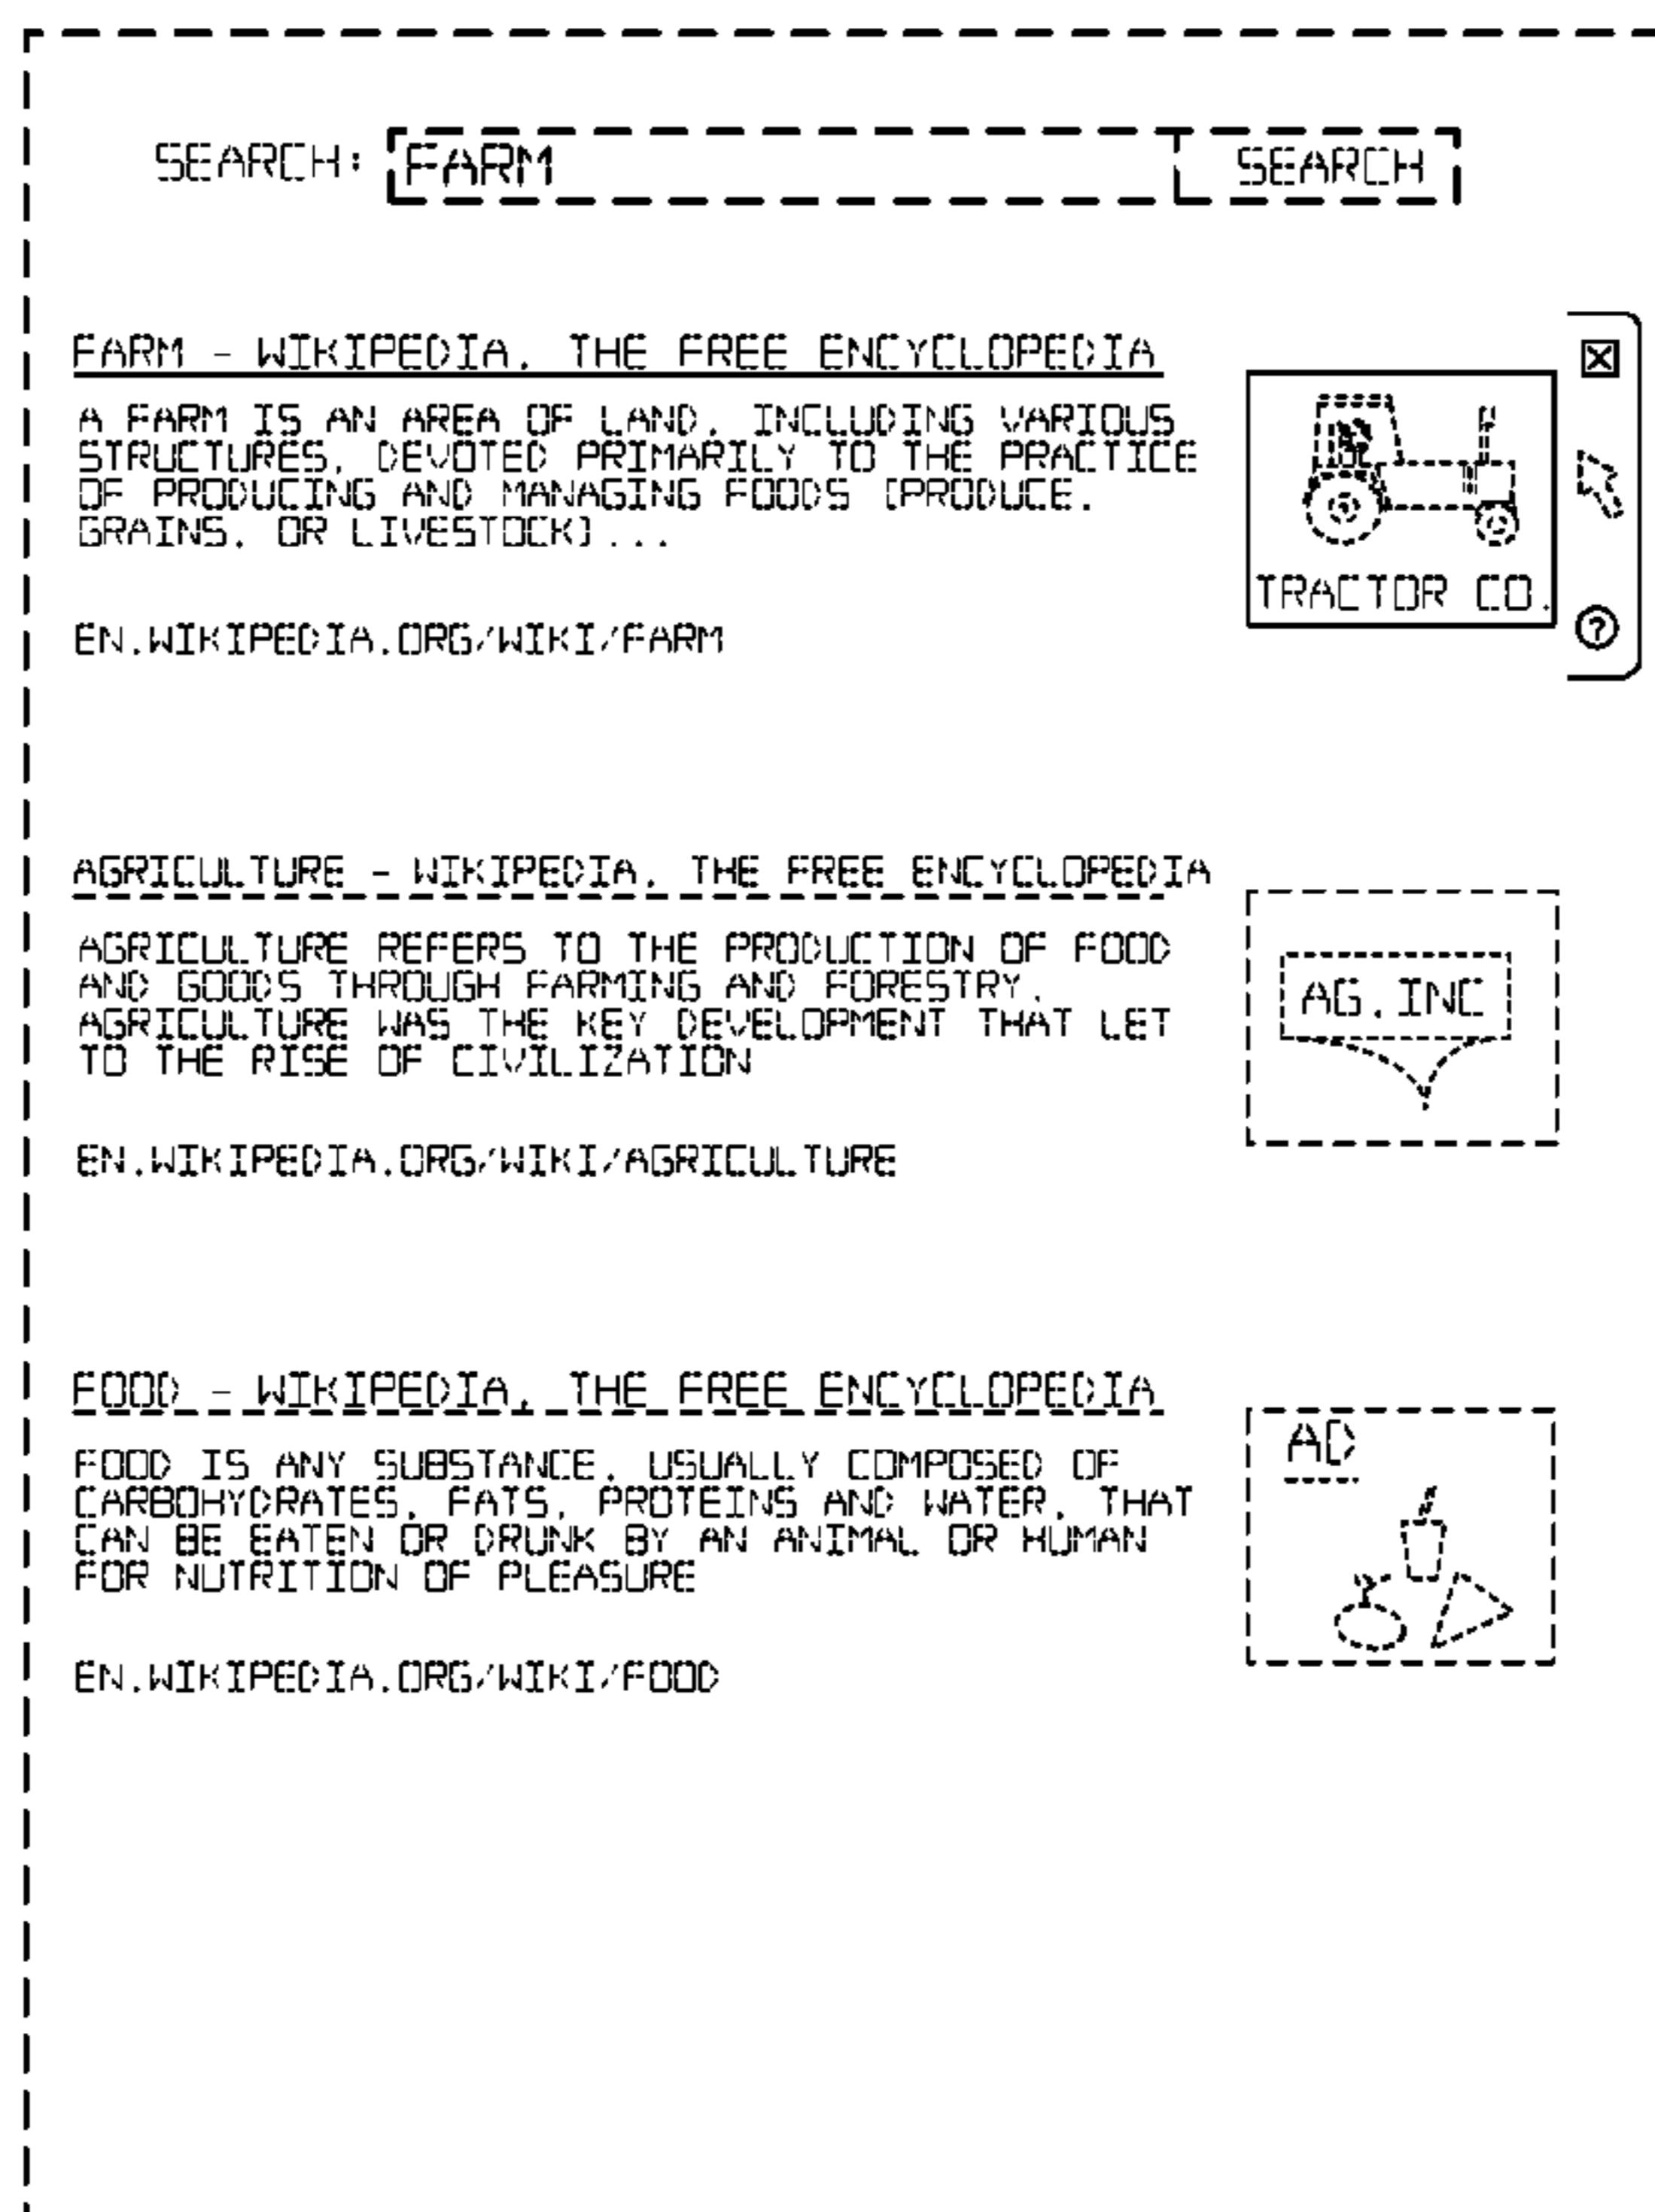 SEARCH: FARM SEARCH
FARM - WIKIPEDIA, THE FREE ENCYCLOPEDIA
A FARM IS AN AREA OF LAND, INCLUDING VARIOUS
STRUCTURES, DEVOTED PRIMARILY TO THE PRACTICE
OF PRODUCING AND MANAGING FOODS (PRODUCE,
GRAINS, OR LIVESTOCK)...
EN.WIKIPEDIA.ORG/WIKI/FARM
TRACTOR CO.
?
AGRICULTURE - WIKIPEDIA, THE FREE ENCYCLOPEDIA
AGRICULTURE REFERS TO THE PRODUCTION OF FOOD
AND GOODS THROUGH FARMING AND FORESTRY.
AGRICULTURE WAS THE KEY DEVELOPMENT THAT LET
TO THE RISE OF CIVILIZATION
EN.WIKIPEDIA.ORG/WIKI/AGRICULTURE
AG.INC
FOOD - WIKIPEDIA, THE FREE ENCYCLOPEDIA
FOOD IS ANY SUBSTANCE, USUALLY COMPOSED OF
CARBOHYDRATES, FATS, PROTEINS AND WATER, THAT
CAN BE EATEN OR DRUNK BY AN ANIMAL OR HUMAN
FOR NUTRITION OF PLEASURE
EN.WIKIPEDIA.ORG/WIKI/FOOD
AD